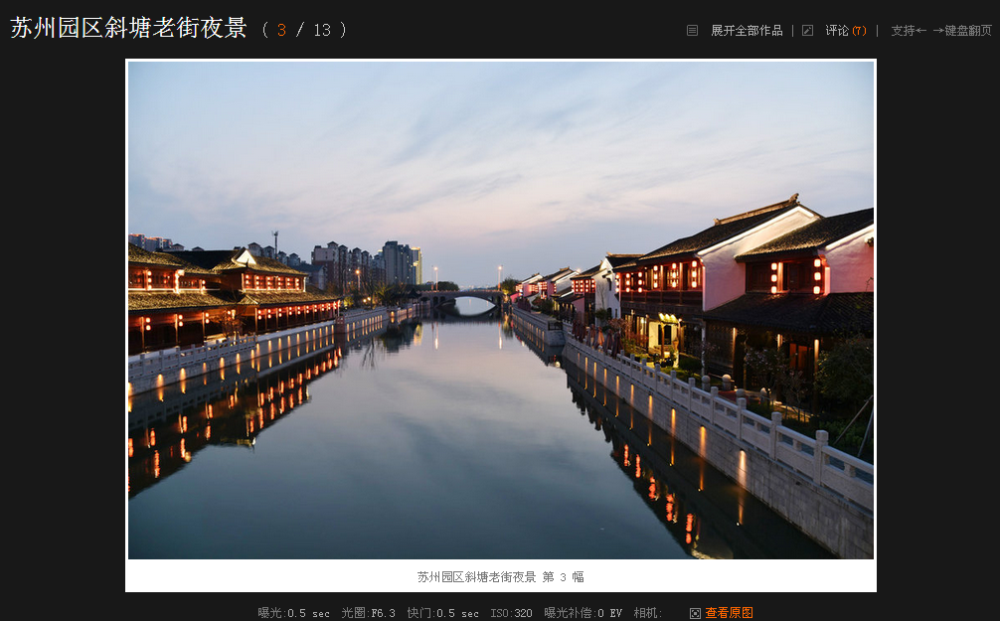 苏州园区斜塘老街夜景 ( 3 / 13 )
展开全部作品 | 评论(7) | 支持← →键盘翻页
苏州园区斜塘老街夜景 第 3 幅
曝光:0.5 sec 光圈:F6.3 快门:0.5 sec ISO:320 曝光补偿:0 EV 相机: 查看原图